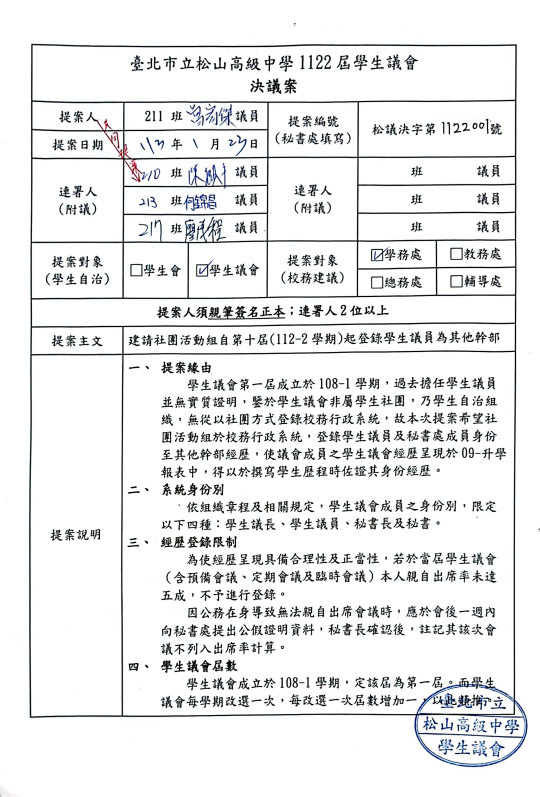 臺北市立松山高級中學1122屆學生議會
決議案
提案人 211 班 議員
提案編號
(秘書處填寫)
松議決字第1122001號
提案日期 113年1月23日
連署人
(附議)
210 班 議員
213 班 何錦昌 議員
217 班 廖茂程 議員
連署人
(附議)
班 議員
班 議員
班 議員
提案對象
(學生自治)
□學生會 ☑學生議會
提案對象
(校務建議)
☑學務處 □教務處
□總務處 □輔導處
提案人須親筆簽名正本；連署人2位以上
提案主文 建請社團活動組自第十屆(112-2學期)起登錄學生議員為其他幹部
提案說明
一、 提案緣由
學生議會第一屆成立於108-1學期，過去擔任學生議員
並無實質證明，鑒於學生議會非屬學生社團，乃學生自治組
織，無從以社團方式登錄校務行政系統，故本次提案希望社
團活動組於校務行政系統，登錄學生議員及秘書處成員身份
至其他幹部經歷，使議會成員之學生議會經歷呈現於09-升學
報表中，得以於撰寫學生歷程時佐證其身份經歷。
二、 系統身份別
依組織章程及相關規定，學生議會成員之身份別，限定
以下四種：學生議長、學生議員、秘書長及秘書。
三、 經歷登錄限制
為使經歷呈現具備合理性及正當性，若於當屆學生議會
(含預備會議、定期會議及臨時會議)本人親自出席率未達
五成，不予進行登錄。
因公務在身導致無法親自出席會議時，應於會後一週內
向秘書處提出公假證明資料，秘書長確認後，註記其該次會
議不列入出席率計算。
四、 學生議會屆數
學生議會成立於108-1學期，定該屆為第一屆。而學生
議會每學期改選一次，每改選一次屆數增加一，以此類推。
臺北市立
松山高級中學
學生議會